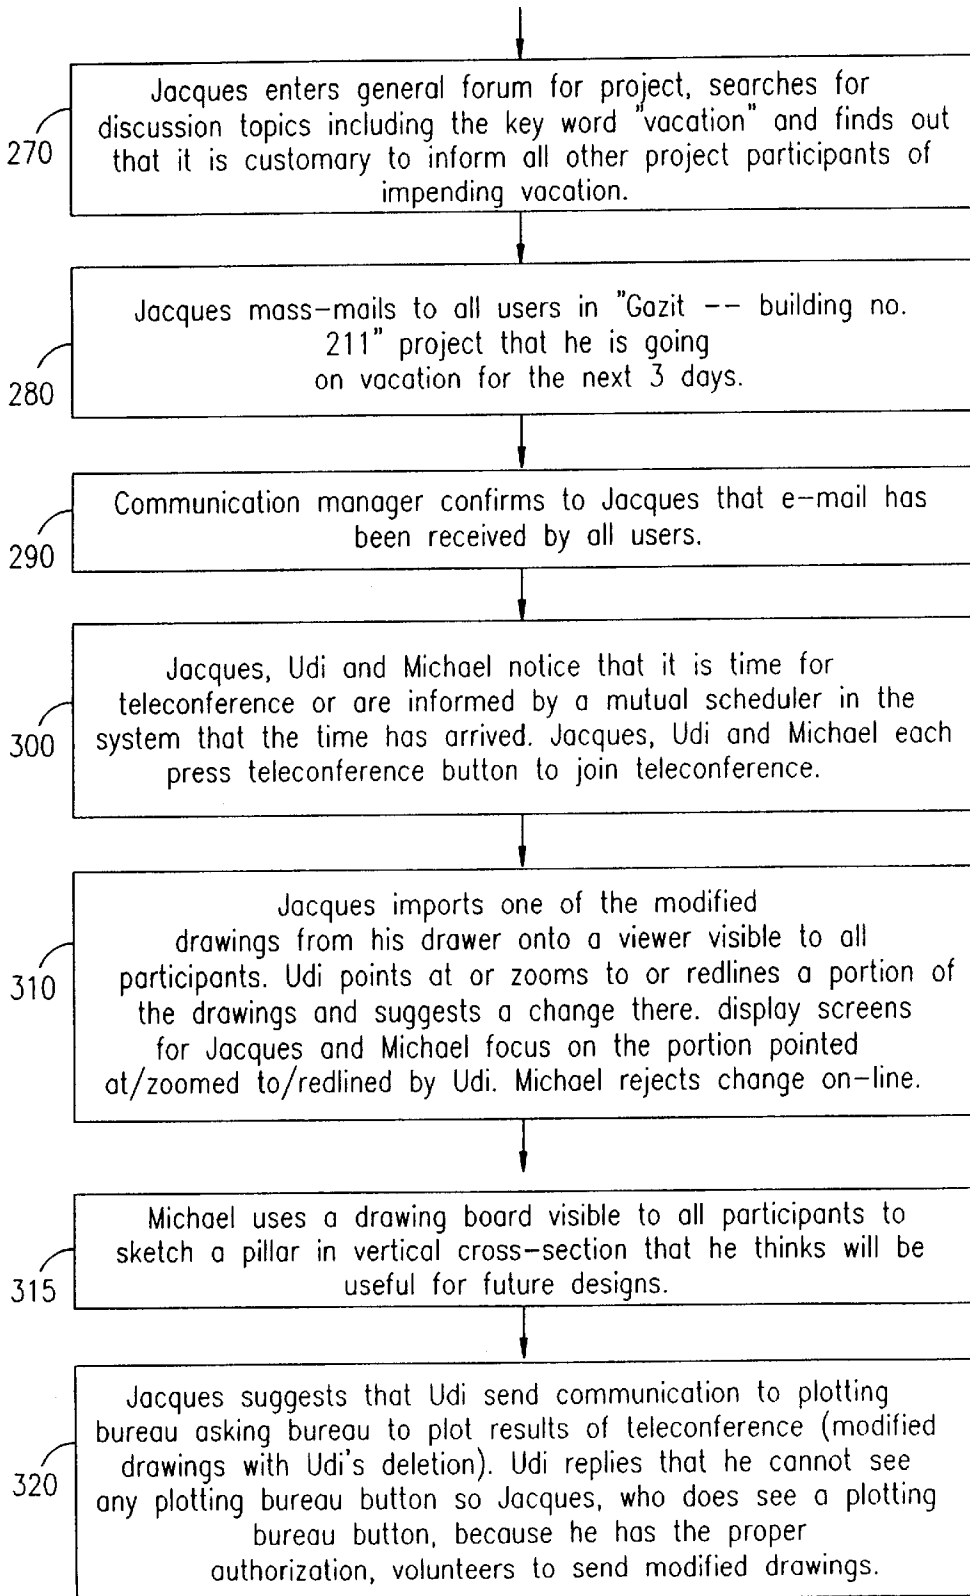 Jacques enters general forum for project, searches for
discussion topics including the key word "vacation" and finds out
that it is customary to inform all other project participants of
impending vacation.
270
Jacques mass-mails to all users in "Gazit -- building no.
211" project that he is going
on vacation for the next 3 days.
280
Communication manager confirms to Jacques that e-mail has
been received by all users.
290
Jacques, Udi and Michael notice that it is time for
teleconference or are informed by a mutual scheduler in the
system that the time has arrived. Jacques, Udi and Michael each
press teleconference button to join teleconference.
300
Jacques imports one of the modified
drawings from his drawer onto a viewer visible to all
participants. Udi points at or zooms to or redlines a portion of
the drawings and suggests a change there. display screens
for Jacques and Michael focus on the portion pointed
at/zoomed to/redlined by Udi. Michael rejects change on-line.
310
Michael uses a drawing board visible to all participants to
sketch a pillar in vertical cross-section that he thinks will be
useful for future designs.
315
Jacques suggests that Udi send communication to plotting
bureau asking bureau to plot results of teleconference (modified
drawings with Udi's deletion). Udi replies that he cannot see
any plotting bureau button so Jacques, who does see a plotting
bureau button, because he has the proper
authorization, volunteers to send modified drawings.
320